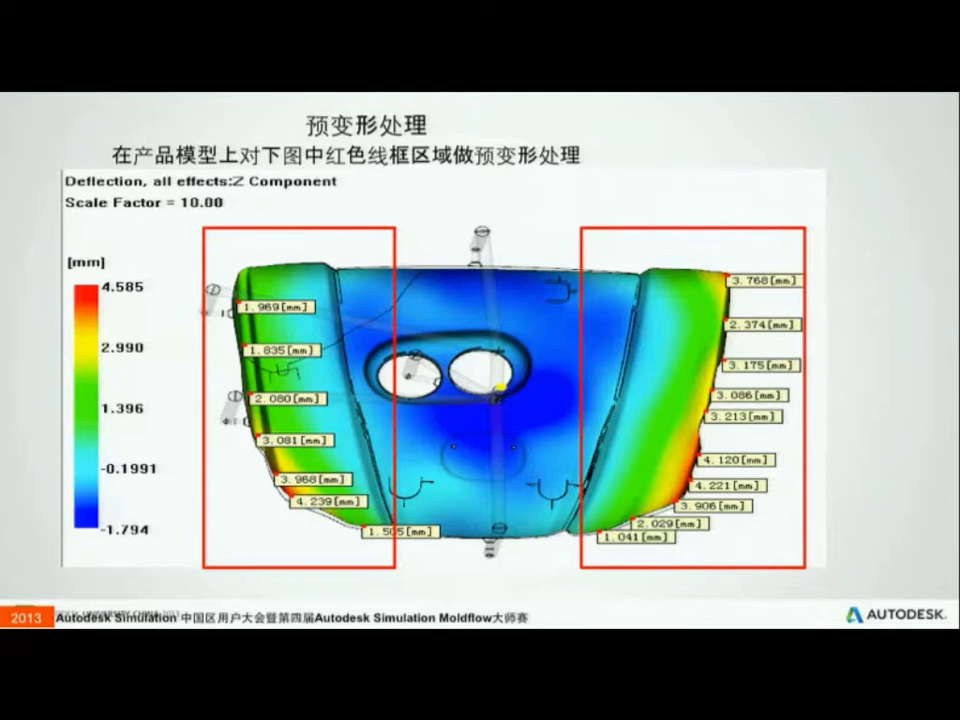 预变形处理
在产品模型上对下图中红色线框区域做预变形处理
Deflection, all effects:Z Component
Scale Factor = 10.00
[mm]
4.585
2.990
1.396
-0.1991
-1.794
1.969[mm]
1.835[mm]
2.080[mm]
3.081[mm]
3.968[mm]
4.239[mm]
1.505[mm]
3.768[mm]
2.374[mm]
3.175[mm]
3.086[mm]
3.213[mm]
4.120[mm]
4.221[mm]
3.906[mm]
2.029[mm]
1.041[mm]
2013
Autodesk Simulation 中国区用户大会暨第四届Autodesk Simulation Moldflow大师赛
AUTODESK.